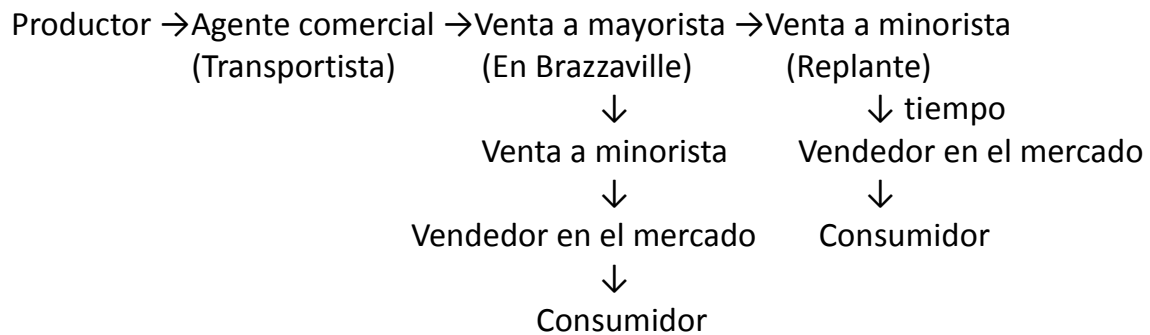 Productor →Agente comercial →Venta a mayorista →Venta a minorista
(Transportista) (En Brazzaville) (Replante)
↓ ↓ tiempo
Venta a minorista Vendedor en el mercado
↓ ↓
Vendedor en el mercado Consumidor
↓
Consumidor